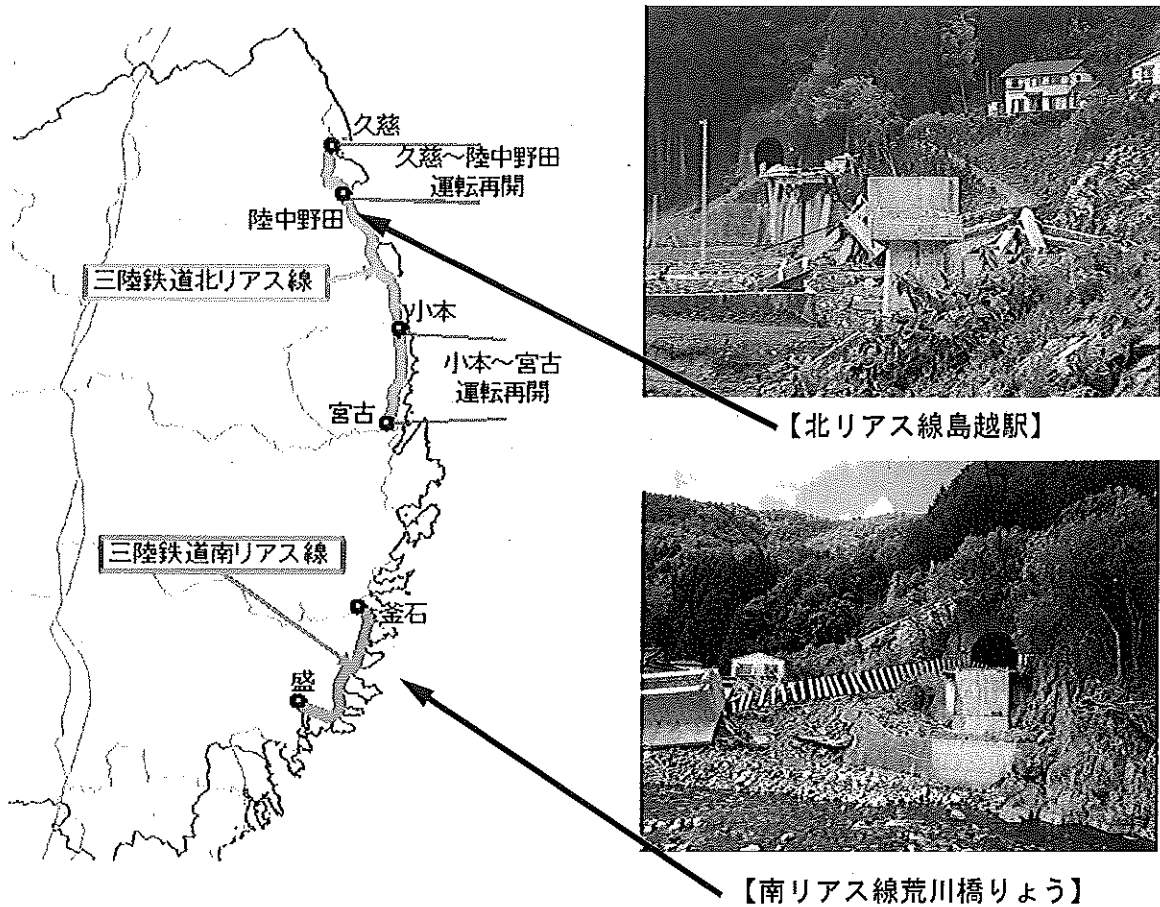 久慈
久慈～陸中野田
運転再開
陸中野田
三陸鉄道北リアス線
小本
小本～宮古
運転再開
宮古
【北リアス線島越駅】
三陸鉄道南リアス線
釜石
盛
【南リアス線荒川橋りょう】